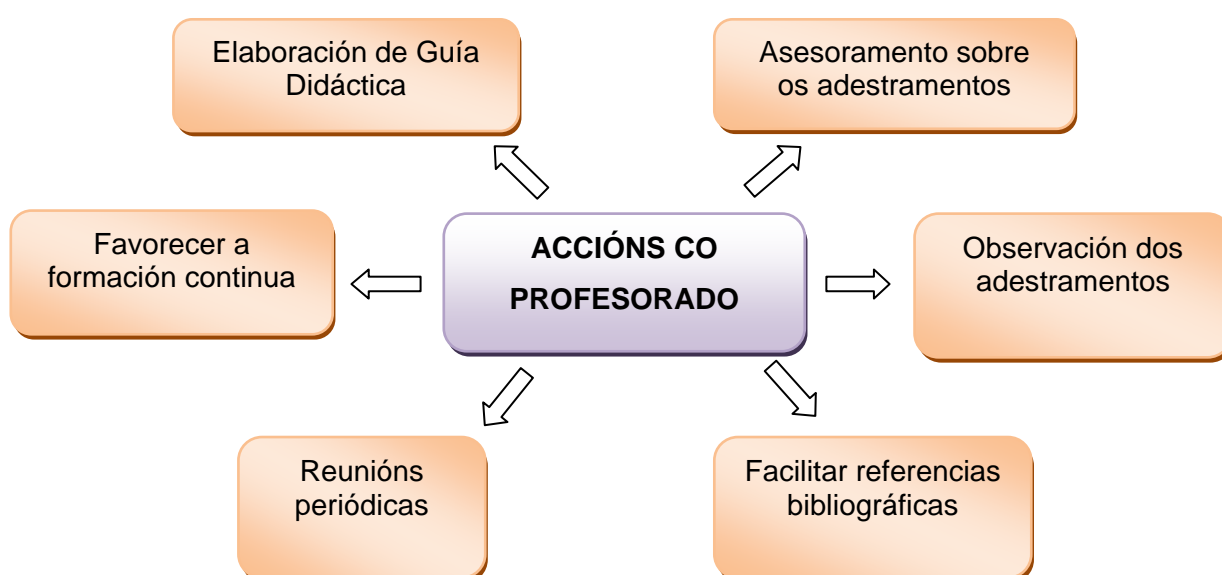 Elaboración de Guía
Didáctica
Asesoramento sobre
os adestramentos
Favorecer a
formación continua
ACCIÓNS CO
PROFESORADO
Observación dos
adestramentos
Reunións
periódicas
Facilitar referencias
bibliográficas